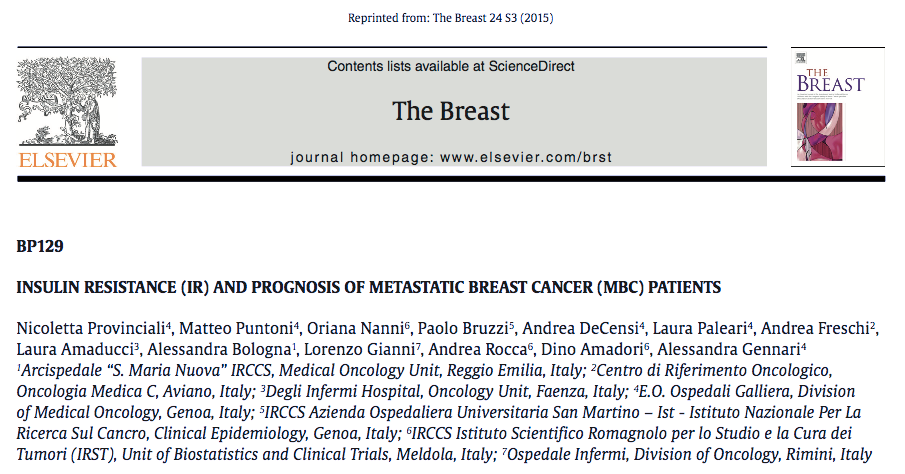 Reprinted from: The Breast 24 S3 (2015)
ELSEVIER
Contents lists available at ScienceDirect
The Breast
journal homepage: www.elsevier.com/brst
THE
BREAST
BP129
INSULIN RESISTANCE (IR) AND PROGNOSIS OF METASTATIC BREAST CANCER (MBC) PATIENTS
Nicoletta Provinciali⁴, Matteo Puntoni⁴, Oriana Nanni⁶, Paolo Bruzzi⁵, Andrea DeCensi⁴, Laura Paleari⁴, Andrea Freschi²,
Laura Amaducci³, Alessandra Bologna¹, Lorenzo Gianni⁷, Andrea Rocca⁶, Dino Amadori⁶, Alessandra Gennari⁴
¹Arcispedale “S. Maria Nuova” IRCCS, Medical Oncology Unit, Reggio Emilia, Italy; ²Centro di Riferimento Oncologico,
Oncologia Medica C, Aviano, Italy; ³Degli Infermi Hospital, Oncology Unit, Faenza, Italy; ⁴E.O. Ospedali Galliera, Division
of Medical Oncology, Genoa, Italy; ⁵IRCCS Azienda Ospedaliera Universitaria San Martino – Ist - Istituto Nazionale Per La
Ricerca Sul Cancro, Clinical Epidemiology, Genoa, Italy; ⁶IRCCS Istituto Scientifico Romagnolo per lo Studio e la Cura dei
Tumori (IRST), Unit of Biostatistics and Clinical Trials, Meldola, Italy; ⁷Ospedale Infermi, Division of Oncology, Rimini, Italy